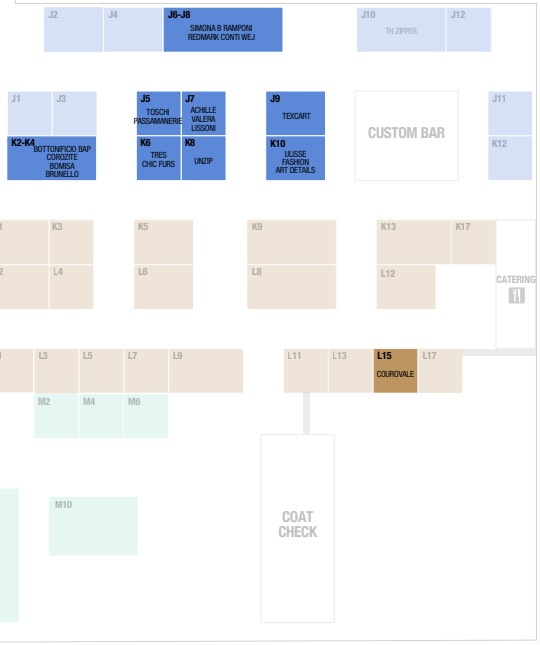 J2
J4
J6-J8
SIMONA B RAMPONI
REDMARK CONTI WEJ
J10
TH ZIPPER
J12
J1
J3
J5
TOSCHI
PASSAMANERIE
J7
ACHILLE
VALERA
LISSONI
J9
TEXCART
CUSTOM BAR
J11
K2-K4
BOTTONIFICIO BAP
COROZITE
BOMISA
BRUNELLO
K6
TRES
CHIC FURS
K8
UNZIP
K10
ULISSE
FASHION
ART DETAILS
K12
K3
K5
K9
K13
K17
L4
L6
L8
L12
CATERING
L3
L5
L7
L9
L11
L13
L15
COUROVALE
L17
M2
M4
M6
M10
COAT
CHECK